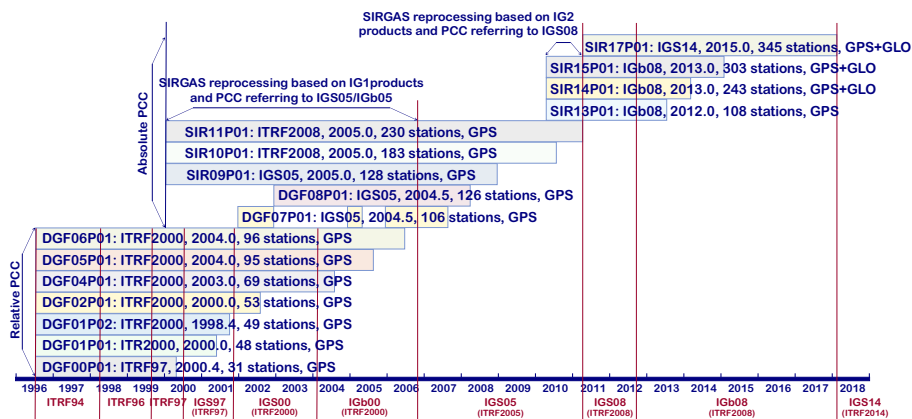 SIRGAS reprocessing based on IG2
products and PCC referring to IGS08
SIR17P01: IGS14, 2015.0, 345 stations, GPS+GLO
SIR15P01: IGb08, 2013.0, 303 stations, GPS+GLO
SIR14P01: IGb08, 2013.0, 243 stations, GPS+GLO
SIR13P01: IGb08, 2012.0, 108 stations, GPS
Absolute PCC
SIRGAS reprocessing based on IG1products
and PCC referring to IGS05/IGb05
SIR11P01: ITRF2008, 2005.0, 230 stations, GPS
SIR10P01: ITRF2008, 2005.0, 183 stations, GPS
SIR09P01: IGS05, 2005.0, 128 stations, GPS
DGF08P01: IGS05, 2004.5, 126 stations, GPS
DGF07P01: IGS05, 2004.5, 106 stations, GPS
Relative PCC
DGF06P01: ITRF2000, 2004.0, 96 stations, GPS
DGF05P01: ITRF2000, 2004.0, 95 stations, GPS
DGF04P01: ITRF2000, 2003.0, 69 stations, GPS
DGF02P01: ITRF2000, 2000.0, 53 stations, GPS
DGF01P02: ITRF2000, 1998.4, 49 stations, GPS
DGF01P01: ITR2000, 2000.0, 48 stations, GPS
DGF00P01: ITRF97, 2000.4, 31 stations, GPS
1996 1997 1998 1999 2000 2001 2002 2003 2004 2005 2006 2007 2008 2009 2010 2011 2012 2013 2014 2015 2016 2017 2018
ITRF94 ITRF96 ITRF97 IGS97 IGS00 IGb00 IGS05 IGS08 IGb08 IGS14
(ITRF97) (ITRF2000) (ITRF2000) (ITRF2005) (ITRF2008) (ITRF2008) (ITRF2014)